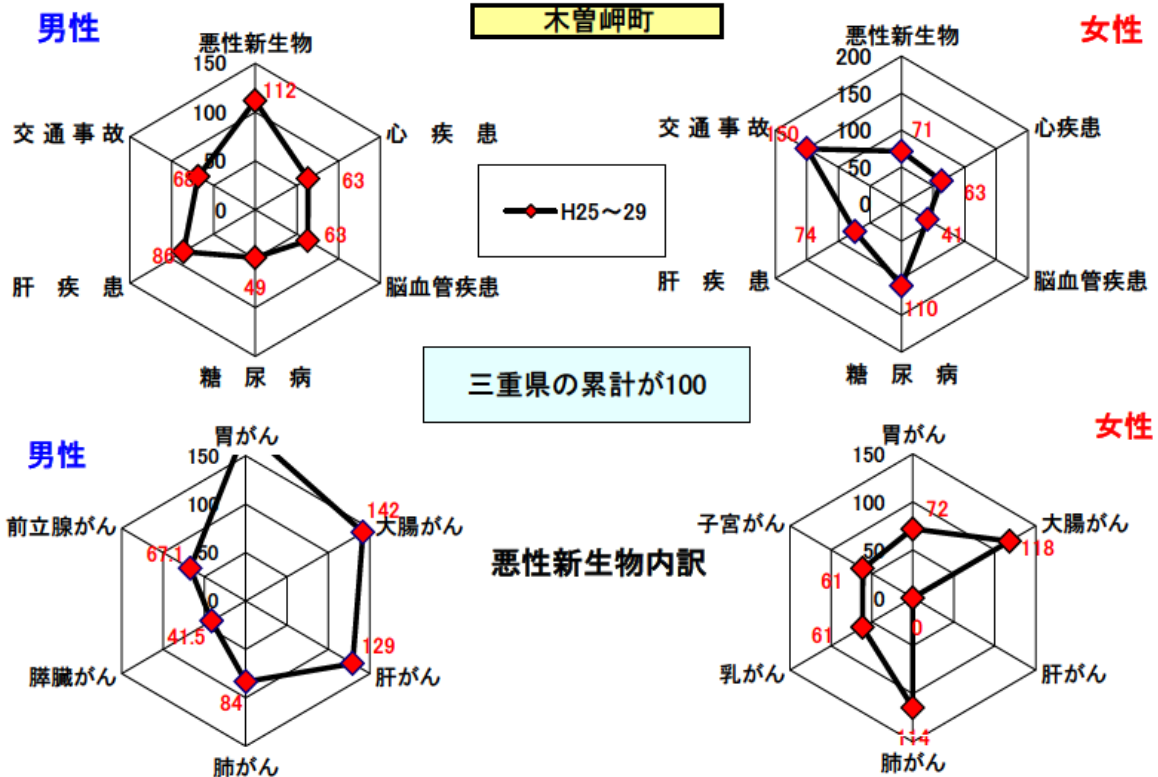 木曽岬町
男性
悪性新生物
150
112
100
50
0
交通事故
心 疾 患
68
63
86
63
肝 疾 患
49
脳血管疾患
糖 尿 病
H25～29
女性
悪性新生物
200
150
100
50
0
交通事故
150
71
心疾患
63
74
41
肝 疾 患
110
脳血管疾患
糖 尿 病
三重県の累計が100
男性
胃がん
150
100
50
0
142
前立腺がん
大腸がん
67.1
悪性新生物内訳
41.5
129
膵臓がん
84
肝がん
肺がん
女性
胃がん
150
100
50
0
72
子宮がん
大腸がん
118
61
61
0
乳がん
肝がん
114
肺がん